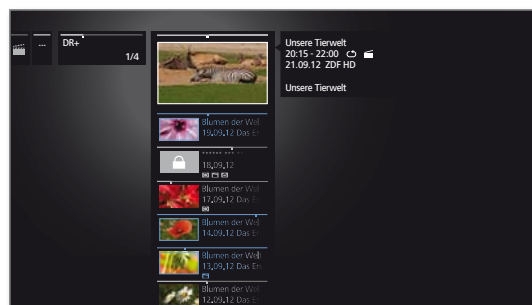 ...
DR+
1/4
Unsere Tierwelt
20:15 - 22:00
21.09.12 ZDF HD
Unsere Tierwelt
Blumen der Wel
19.09.12 Das Er
****** ***
18.09.12
Blumen der Wel
17.09.12 Das Er
Blumen der Wel
14.09.12 Das Er
Blumen der Wel
13.09.12 Das Er
Blumen der Wel
12.09.12 Das Er